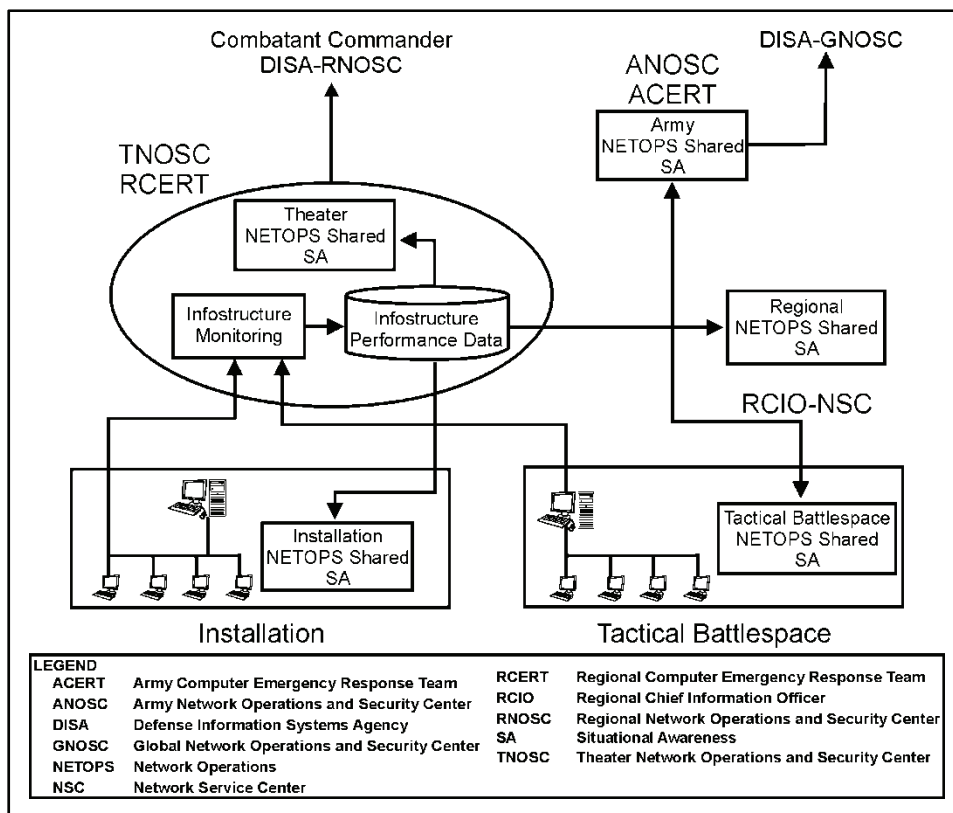 Combatant Commander
DISA-RNOSC
DISA-GNOSC
ANOSC
ACERT
Army
NETOPS Shared
SA
TNOSC
RCERT
Theater
NETOPS Shared
SA
Infostructure
Monitoring
Infostructure
Performance Data
Regional
NETOPS Shared
SA
RCIO-NSC
Installation
NETOPS Shared
SA
Tactical Battlespace
NETOPS Shared
SA
Installation
Tactical Battlespace
LEGEND
ACERT Army Computer Emergency Response Team
ANOSC Army Network Operations and Security Center
DISA Defense Information Systems Agency
GNOSC Global Network Operations and Security Center
NETOPS Network Operations
NSC Network Service Center
RCERT Regional Computer Emergency Response Team
RCIO Regional Chief Information Officer
RNOSC Regional Network Operations and Security Center
SA Situational Awareness
TNOSC Theater Network Operations and Security Center